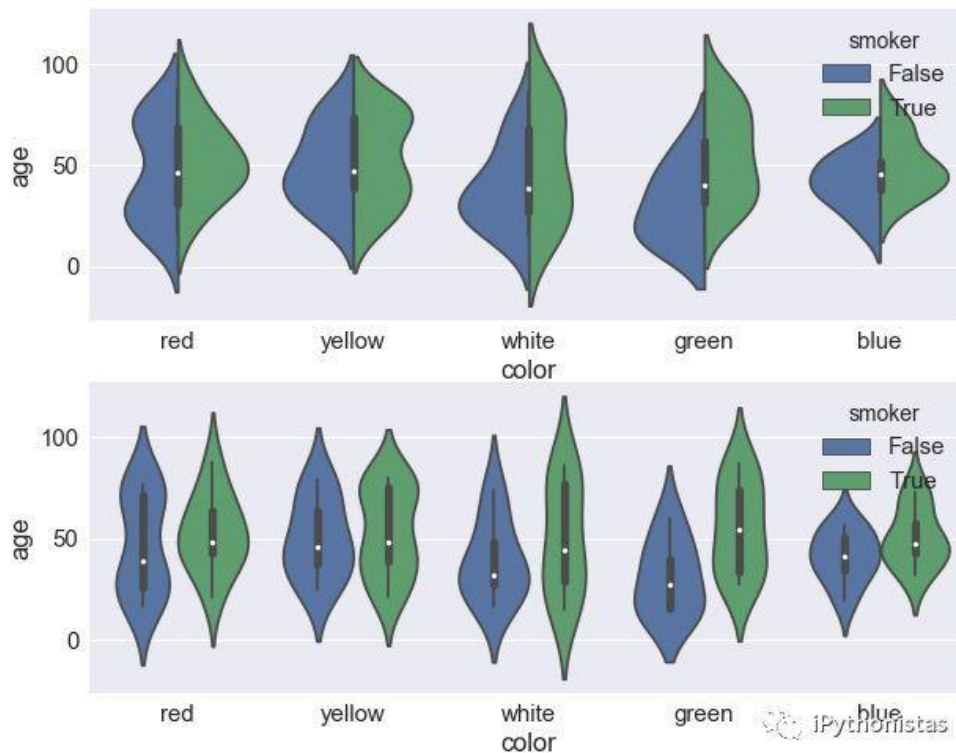 100
50
0
age
smoker
False
True
red yellow white green blue
color
100
50
0
age
smoker
False
True
red yellow white green blue
color
iPythonistas